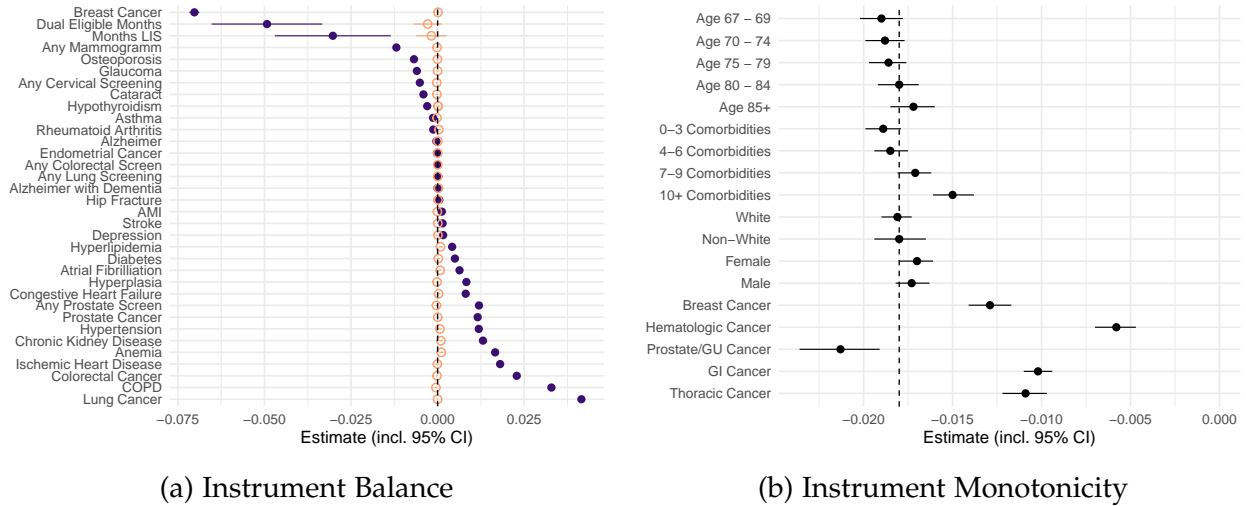 Breast Cancer
Dual Eligible Months
Months LIS
Any Mammogramm
Osteoporosis
Glaucoma
Any Cervical Screening
Cataract
Hypothyroidism
Asthma
Rheumatoid Arthritis
Alzheimer
Endometrial Cancer
Any Colorectal Screen
Any Lung Screening
Alzheimer with Dementia
Hip Fracture
AMI
Stroke
Depression
Hyperlipidemia
Diabetes
Atrial Fibrilliation
Hyperplasia
Congestive Heart Failure
Any Prostate Screen
Prostate Cancer
Hypertension
Chronic Kidney Disease
Anemia
Ischemic Heart Disease
Colorectal Cancer
COPD
Lung Cancer
−0.075 −0.050 −0.025 0.000 0.025
Estimate (incl. 95% CI)
(a) Instrument Balance
Age 67 − 69
Age 70 − 74
Age 75 − 79
Age 80 − 84
Age 85+
0−3 Comorbidities
4−6 Comorbidities
7−9 Comorbidities
10+ Comorbidities
White
Non−White
Female
Male
Breast Cancer
Hematologic Cancer
Prostate/GU Cancer
GI Cancer
Thoracic Cancer
−0.020 −0.015 −0.010 −0.005 0.000
Estimate (incl. 95% CI)
(b) Instrument Monotonicity